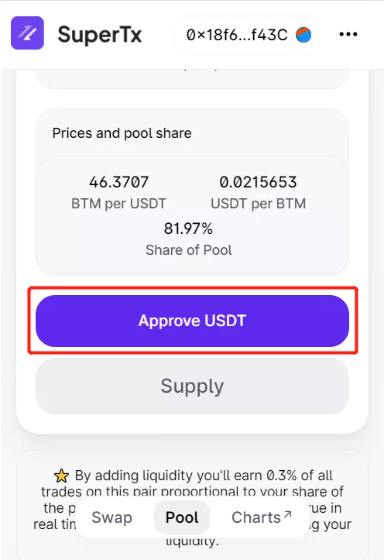 SuperTx
0×18f6...f43C
Prices and pool share
46.3707
0.0215653
BTM per USDT
USDT per BTM
81.97%
Share of Pool
Approve USDT
Supply
⭐ By adding liquidity you'll earn 0.3% of all
trades on this pair proportional to your share of
the p
rue in
real tim
Swap
Pool
Charts↗
ng your
liquidity.